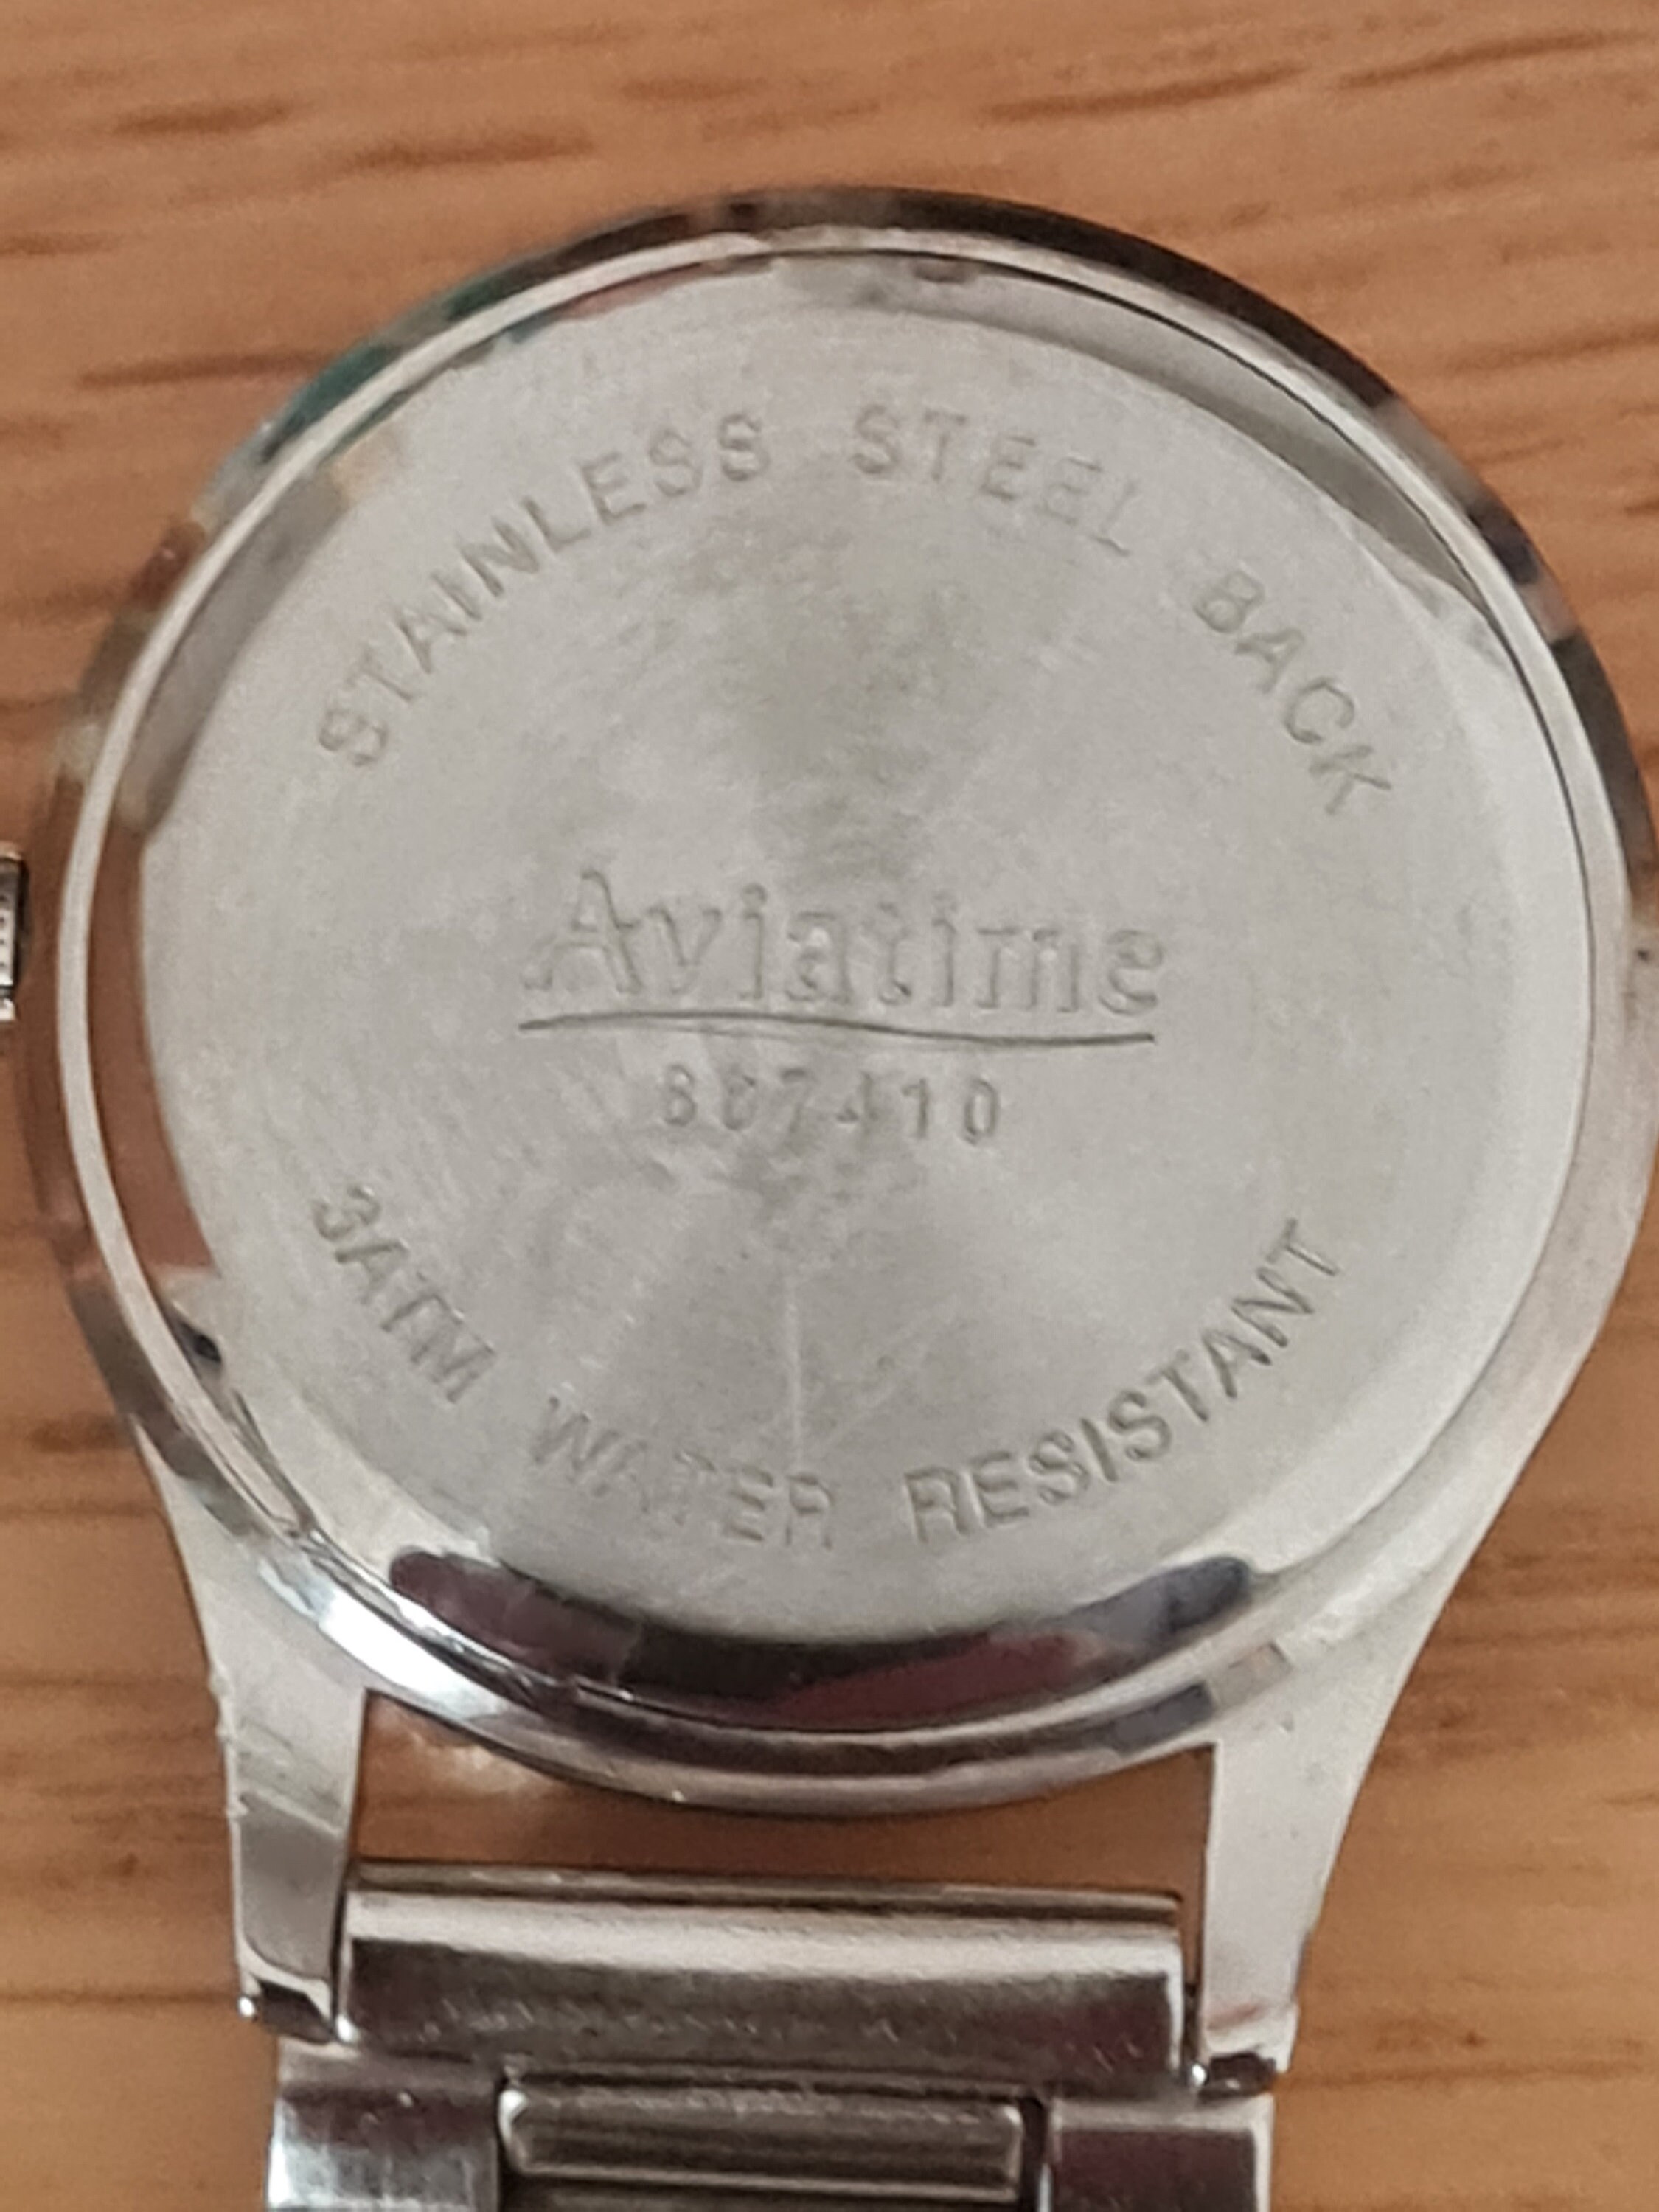 STAINLESS STEEL BACK
Aviatime
3ATM WATER RESISTANT